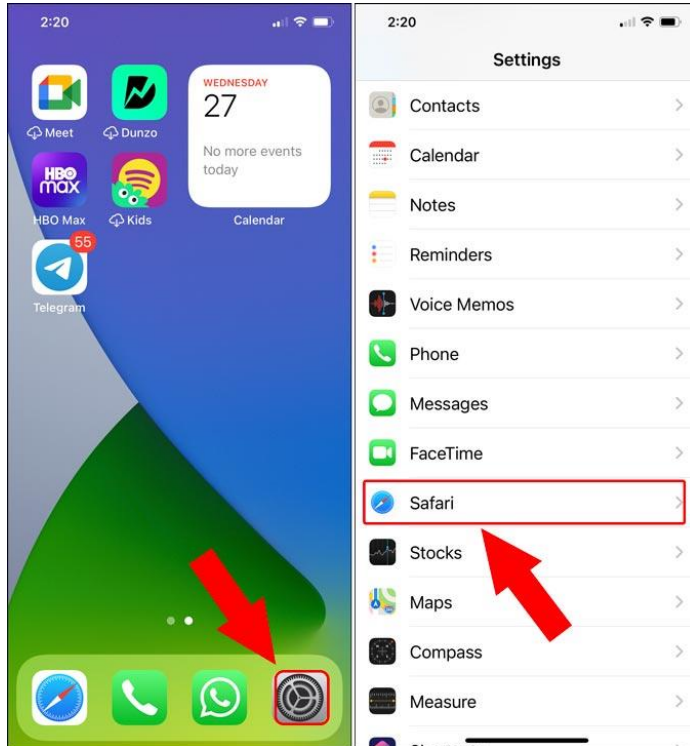 2:20
WEDNESDAY
27
No more events
today
Meet
Dunzo
Calendar
HBO
max
HBO Max
Kids
55
Telegram
2:20
Settings
Contacts
Calendar
Notes
Reminders
Voice Memos
Phone
Messages
FaceTime
Safari
Stocks
Maps
Compass
Measure